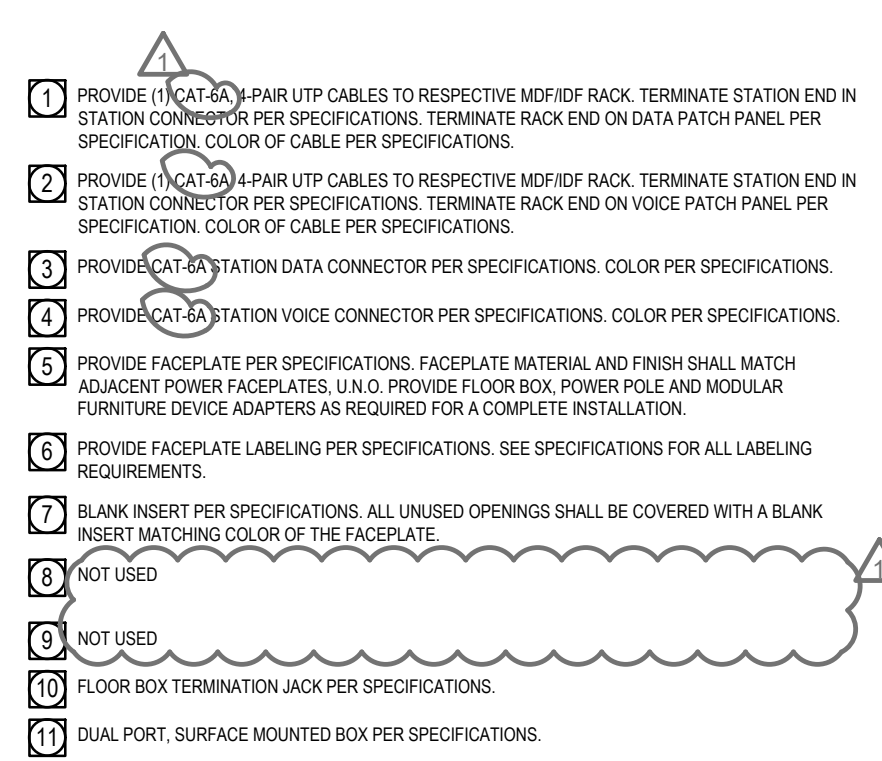 1
1 PROVIDE (1) CAT-6A, 4-PAIR UTP CABLES TO RESPECTIVE MDF/IDF RACK. TERMINATE STATION END IN
STATION CONNECTOR PER SPECIFICATIONS. TERMINATE RACK END ON DATA PATCH PANEL PER
SPECIFICATION. COLOR OF CABLE PER SPECIFICATIONS.
2 PROVIDE (1) CAT-6A, 4-PAIR UTP CABLES TO RESPECTIVE MDF/IDF RACK. TERMINATE STATION END IN
STATION CONNECTOR PER SPECIFICATIONS. TERMINATE RACK END ON VOICE PATCH PANEL PER
SPECIFICATION. COLOR OF CABLE PER SPECIFICATIONS.
3 PROVIDE CAT-6A STATION DATA CONNECTOR PER SPECIFICATIONS. COLOR PER SPECIFICATIONS.
4 PROVIDE CAT-6A STATION VOICE CONNECTOR PER SPECIFICATIONS. COLOR PER SPECIFICATIONS.
5 PROVIDE FACEPLATE PER SPECIFICATIONS. FACEPLATE MATERIAL AND FINISH SHALL MATCH
ADJACENT POWER FACEPLATES, U.N.O. PROVIDE FLOOR BOX, POWER POLE AND MODULAR
FURNITURE DEVICE ADAPTERS AS REQUIRED FOR A COMPLETE INSTALLATION.
6 PROVIDE FACEPLATE LABELING PER SPECIFICATIONS. SEE SPECIFICATIONS FOR ALL LABELING
REQUIREMENTS.
7 BLANK INSERT PER SPECIFICATIONS. ALL UNUSED OPENINGS SHALL BE COVERED WITH A BLANK
INSERT MATCHING COLOR OF THE FACEPLATE.
8 NOT USED
1
9 NOT USED
10 FLOOR BOX TERMINATION JACK PER SPECIFICATIONS.
11 DUAL PORT, SURFACE MOUNTED BOX PER SPECIFICATIONS.